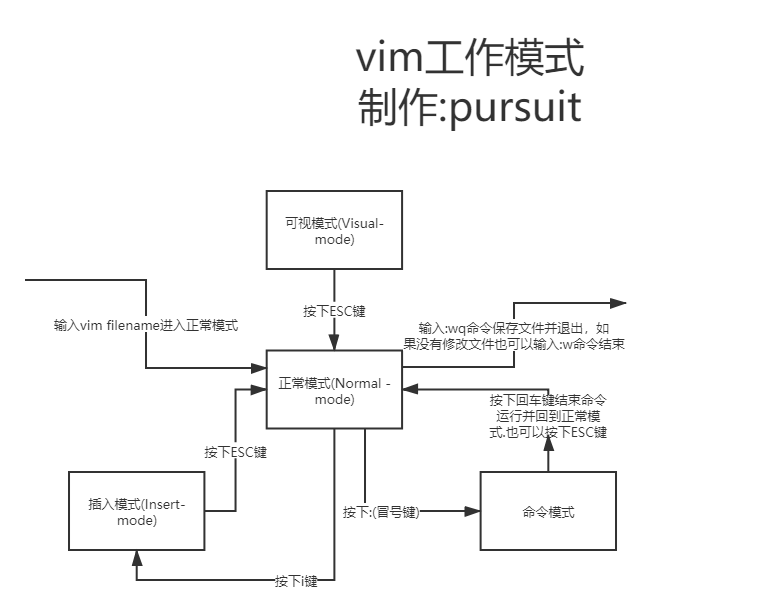 vim工作模式
制作:pursuit
可视模式(Visual-
mode)
按下ESC键
输入vim filename进入正常模式
输入:wq命令保存文件并退出，如
果没有修改文件也可以输入:w命令结束
正常模式(Normal -
mode)
按下回车键结束命令
运行并回到正常模
式.也可以按下ESC键
按下ESC键
插入模式(Insert-
mode)
按下:(冒号键)
命令模式
按下i键